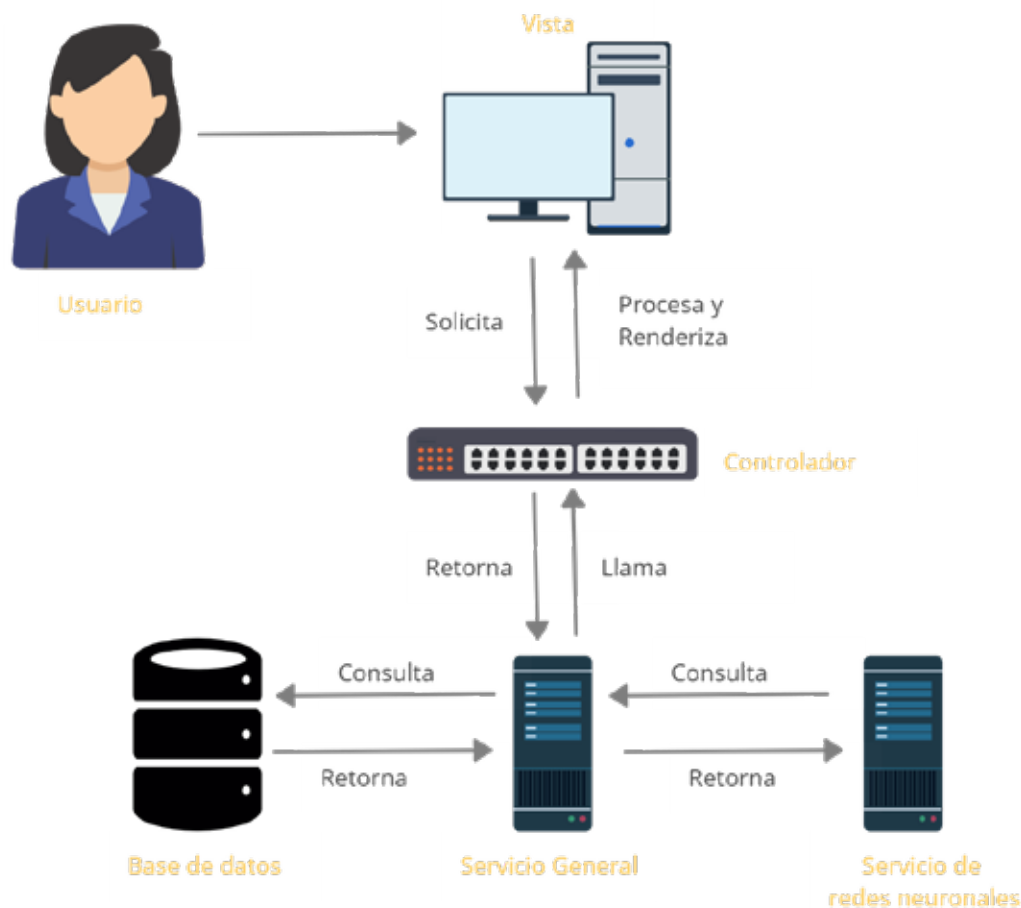 Vista
Usuario
Solicita
Procesa y
Renderiza
Controlador
Retorna
Llama
Consulta
Consulta
Retorna
Retorna
Base de datos
Servicio General
Servicio de
redes neuronales